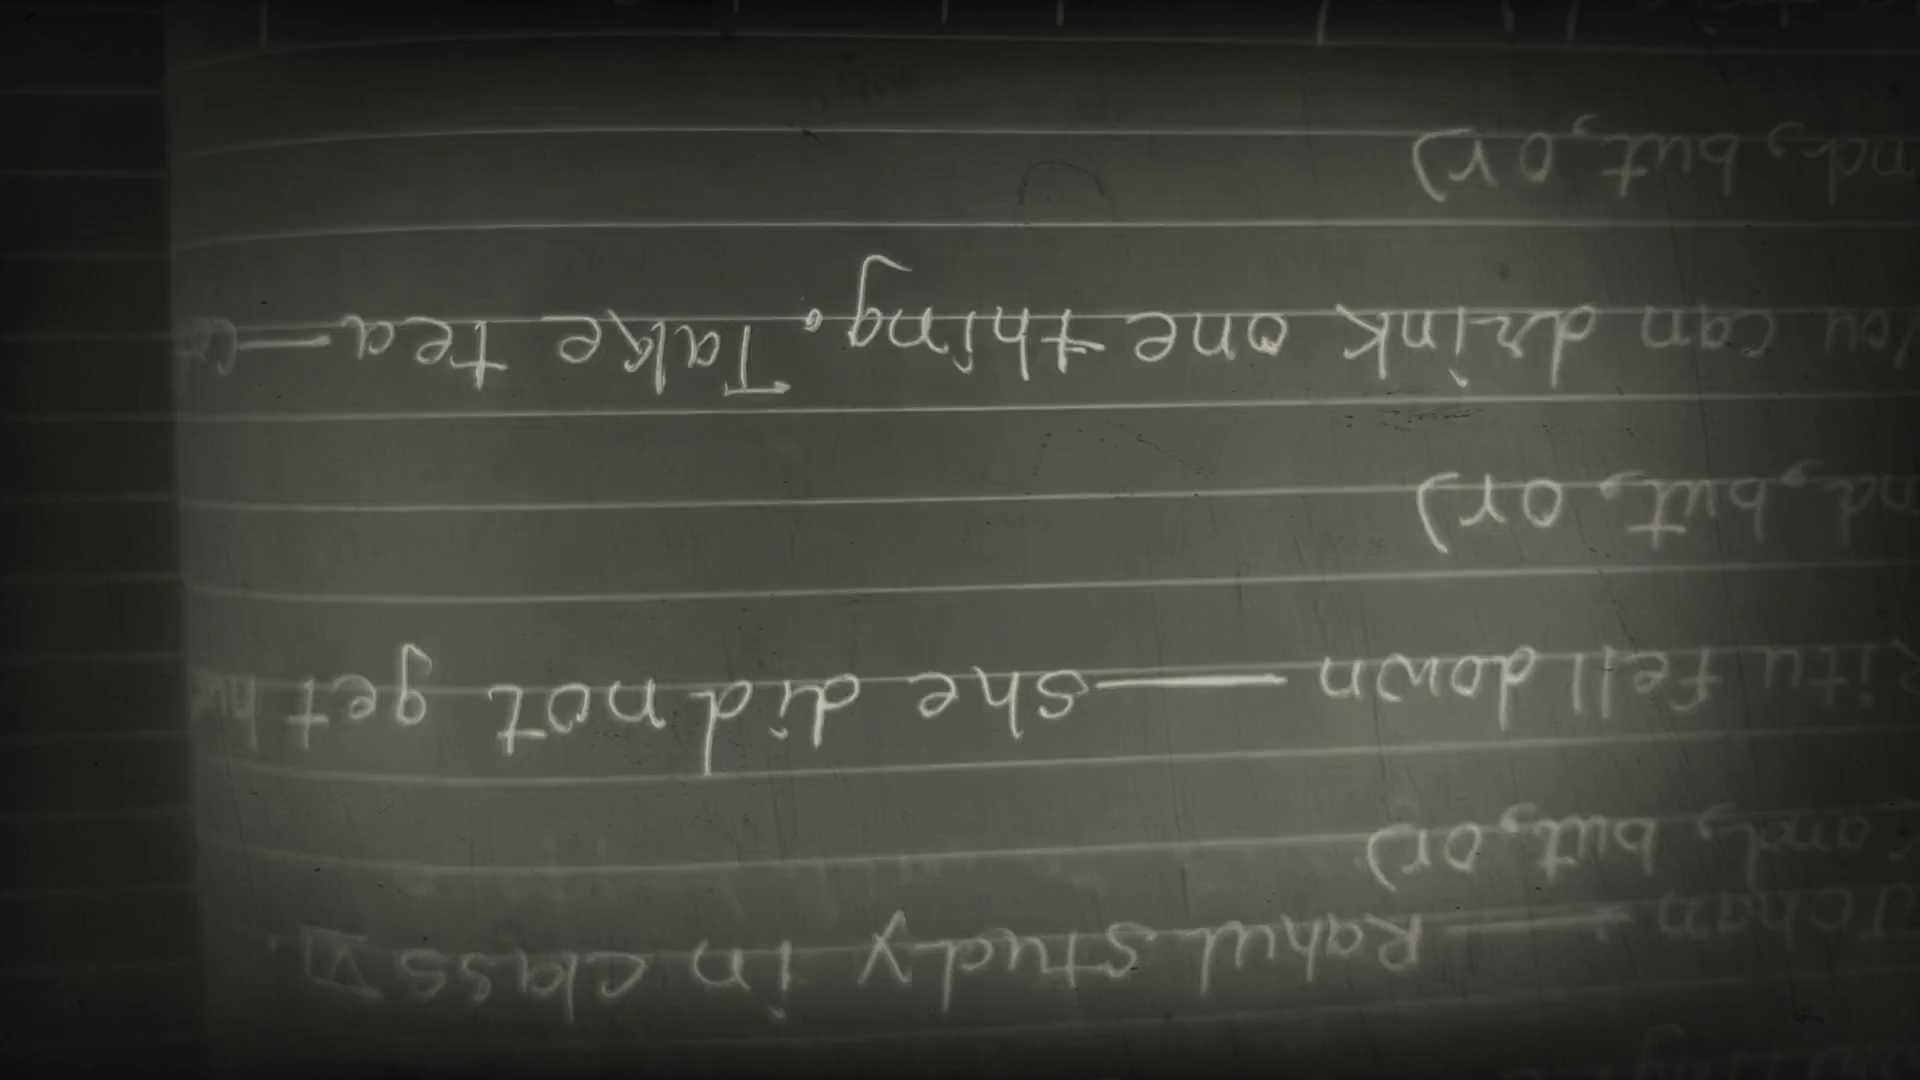 Rahul study in class VI.
and, but, or)
fell down —— she did not get
but, or)
You can drink one thing. Take tea —
but, or)